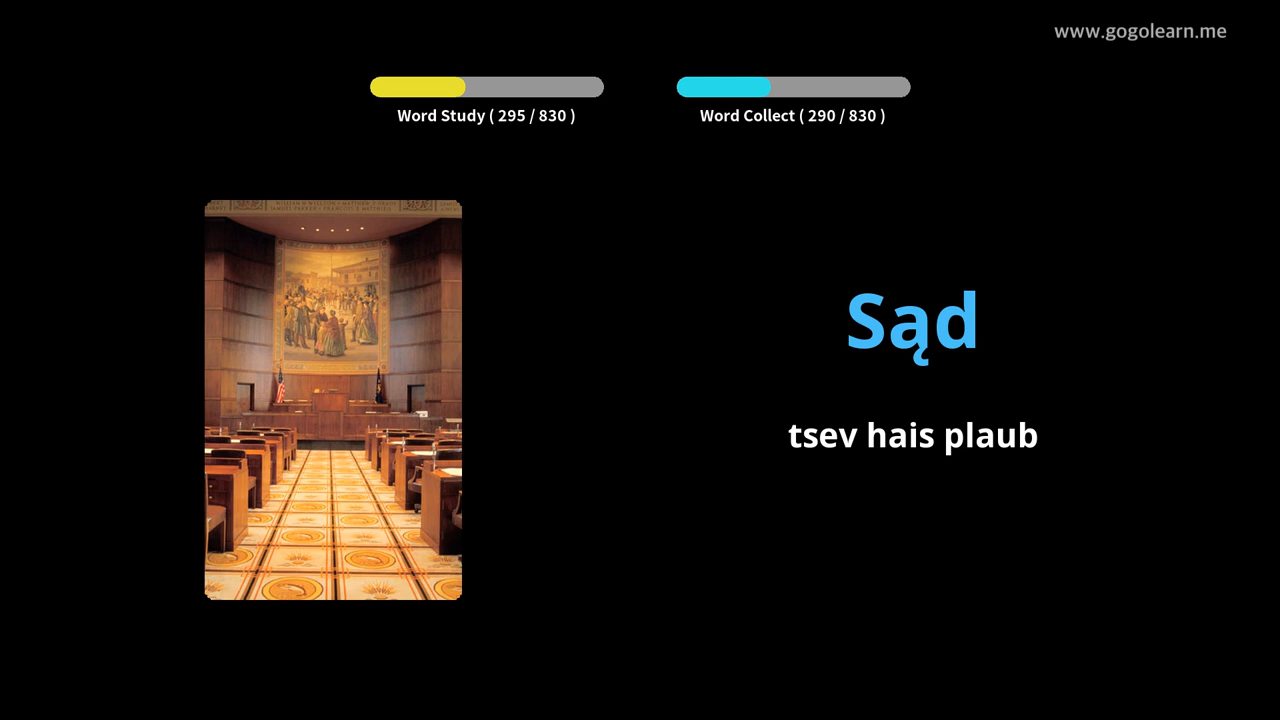 www.gogolearn.me
Word Study ( 295 / 830 )
Word Collect ( 290 / 830 )
Sąd
tsev hais plaub